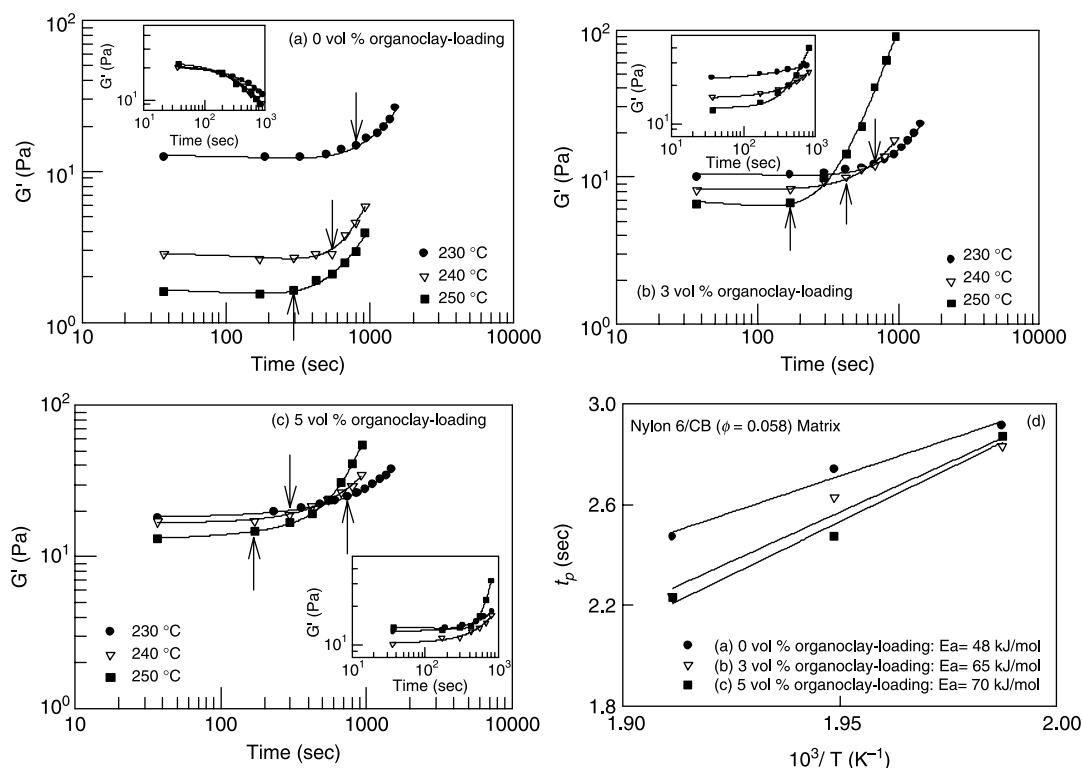 (a) 0 vol % organoclay-loading
G' (Pa)
10²
10¹
10⁰
G' (Pa)
10¹
10¹ 10² 10³
Time (sec)
230 °C
240 °C
250 °C
10 100 1000 10000
Time (sec)
G' (Pa)
10²
10¹
10⁰
G' (Pa)
10¹
10¹ 10² 10³
Time (sec)
(b) 3 vol % organoclay-loading
230 °C
240 °C
250 °C
10 100 1000 10000
Time (sec)
(c) 5 vol % organoclay-loading
G' (Pa)
10²
10¹
10⁰
230 °C
240 °C
250 °C
G' (Pa)
10¹
10¹ 10² 10³
Time (sec)
10 100 1000 10000
Time (sec)
Nylon 6/CB (ϕ = 0.058) Matrix
(d)
tp (sec)
3.0
2.6
2.2
1.8
(a) 0 vol % organoclay-loading: Ea= 48 kJ/mol
(b) 3 vol % organoclay-loading: Ea= 65 kJ/mol
(c) 5 vol % organoclay-loading: Ea= 70 kJ/mol
1.90 1.95 2.00
10³/ T (K⁻¹)